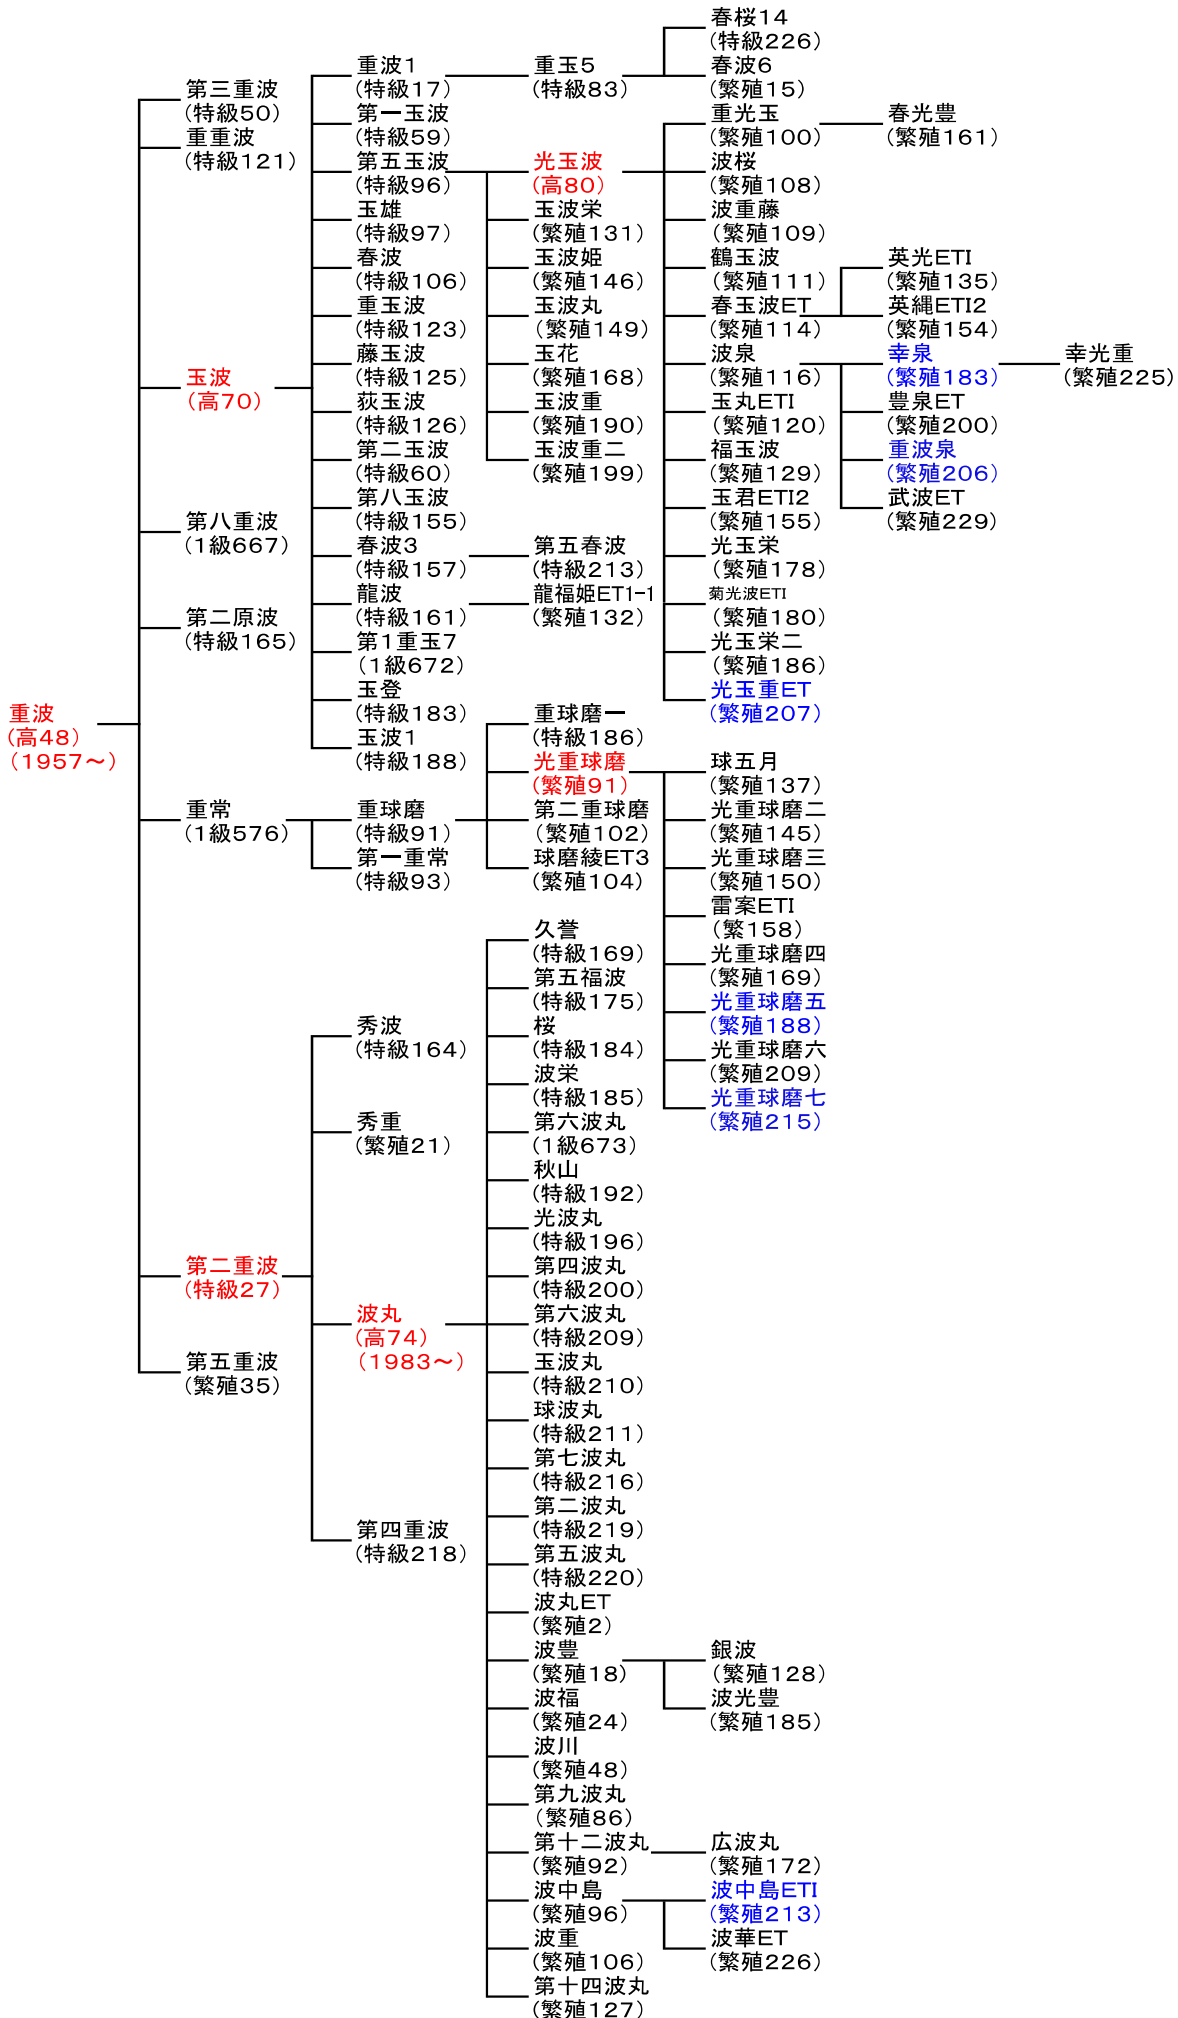 重波
(高48)
(1957～)
第三重波
(特級50)
重重波
(特級121)
玉波
(高70)
第八重波
(1級667)
第二原波
(特級165)
重常
(1級576)
第二重波
(特級27)
第五重波
(繁殖35)
重波1
(特級17)
第一玉波
(特級59)
第五玉波
(特級96)
玉雄
(特級97)
春波
(特級106)
重玉波
(特級123)
藤玉波
(特級125)
荻玉波
(特級126)
第二玉波
(特級60)
第八玉波
(特級155)
春波3
(特級157)
龍波
(特級161)
第1重玉7
(1級672)
玉登
(特級183)
玉波1
(特級188)
重球磨
(特級91)
第一重常
(特級93)
秀波
(特級164)
秀重
(繁殖21)
波丸
(高74)
(1983～)
第四重波
(特級218)
重玉5
(特級83)
光玉波
(高80)
玉波栄
(繁殖131)
玉波姫
(繁殖146)
玉波丸
(繁殖149)
玉花
(繁殖168)
玉波重
(繁殖190)
玉波重二
(繁殖199)
第五春波
(特級213)
龍福姫ET1-1
(繁殖132)
重球磨一
(特級186)
光重球磨
(繁殖91)
第二重球磨
(繁殖102)
球磨綾ET3
(繁殖104)
久誉
(特級169)
第五福波
(特級175)
桜
(特級184)
波栄
(特級185)
第六波丸
(1級673)
秋山
(特級192)
光波丸
(特級196)
第四波丸
(特級200)
第六波丸
(特級209)
玉波丸
(特級210)
球波丸
(特級211)
第七波丸
(特級216)
第二波丸
(特級219)
第五波丸
(特級220)
波丸ET
(繁殖2)
波豊
(繁殖18)
波福
(繁殖24)
波川
(繁殖48)
第九波丸
(繁殖86)
第十二波丸
(繁殖92)
波中島
(繁殖96)
波重
(繁殖106)
第十四波丸
(繁殖127)
春桜14
(特級226)
春波6
(繁殖15)
重光玉
(繁殖100)
波桜
(繁殖108)
波重藤
(繁殖109)
鶴玉波
(繁殖111)
春玉波ET
(繁殖114)
波泉
(繁殖116)
玉丸ETI
(繁殖120)
福玉波
(繁殖129)
玉君ETI2
(繁殖155)
光玉栄
(繁殖178)
菊光波ETI
(繁殖180)
光玉栄二
(繁殖186)
光玉重ET
(繁殖207)
球五月
(繁殖137)
光重球磨二
(繁殖145)
光重球磨三
(繁殖150)
雷案ETI
(繁158)
光重球磨四
(繁殖169)
光重球磨五
(繁殖188)
光重球磨六
(繁殖209)
光重球磨七
(繁殖215)
銀波
(繁殖128)
波光豊
(繁殖185)
広波丸
(繁殖172)
波中島ETI
(繁殖213)
波華ET
(繁殖226)
春光豊
(繁殖161)
英光ETI
(繁殖135)
英縄ETI2
(繁殖154)
幸泉
(繁殖183)
豊泉ET
(繁殖200)
重波泉
(繁殖206)
武波ET
(繁殖229)
幸光重
(繁殖225)